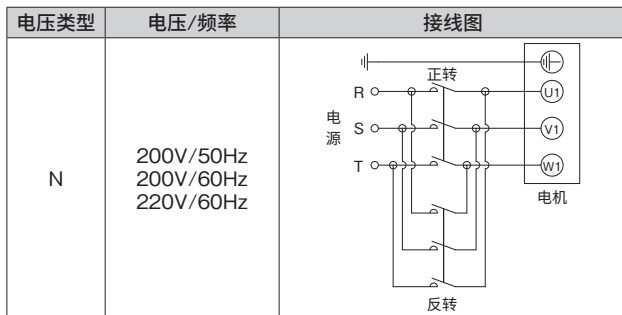 电压类型 电压/频率 接线图
正转
R U1
电源 S V1
T W1
电机
N
200V/50Hz
200V/60Hz
220V/60Hz
反转